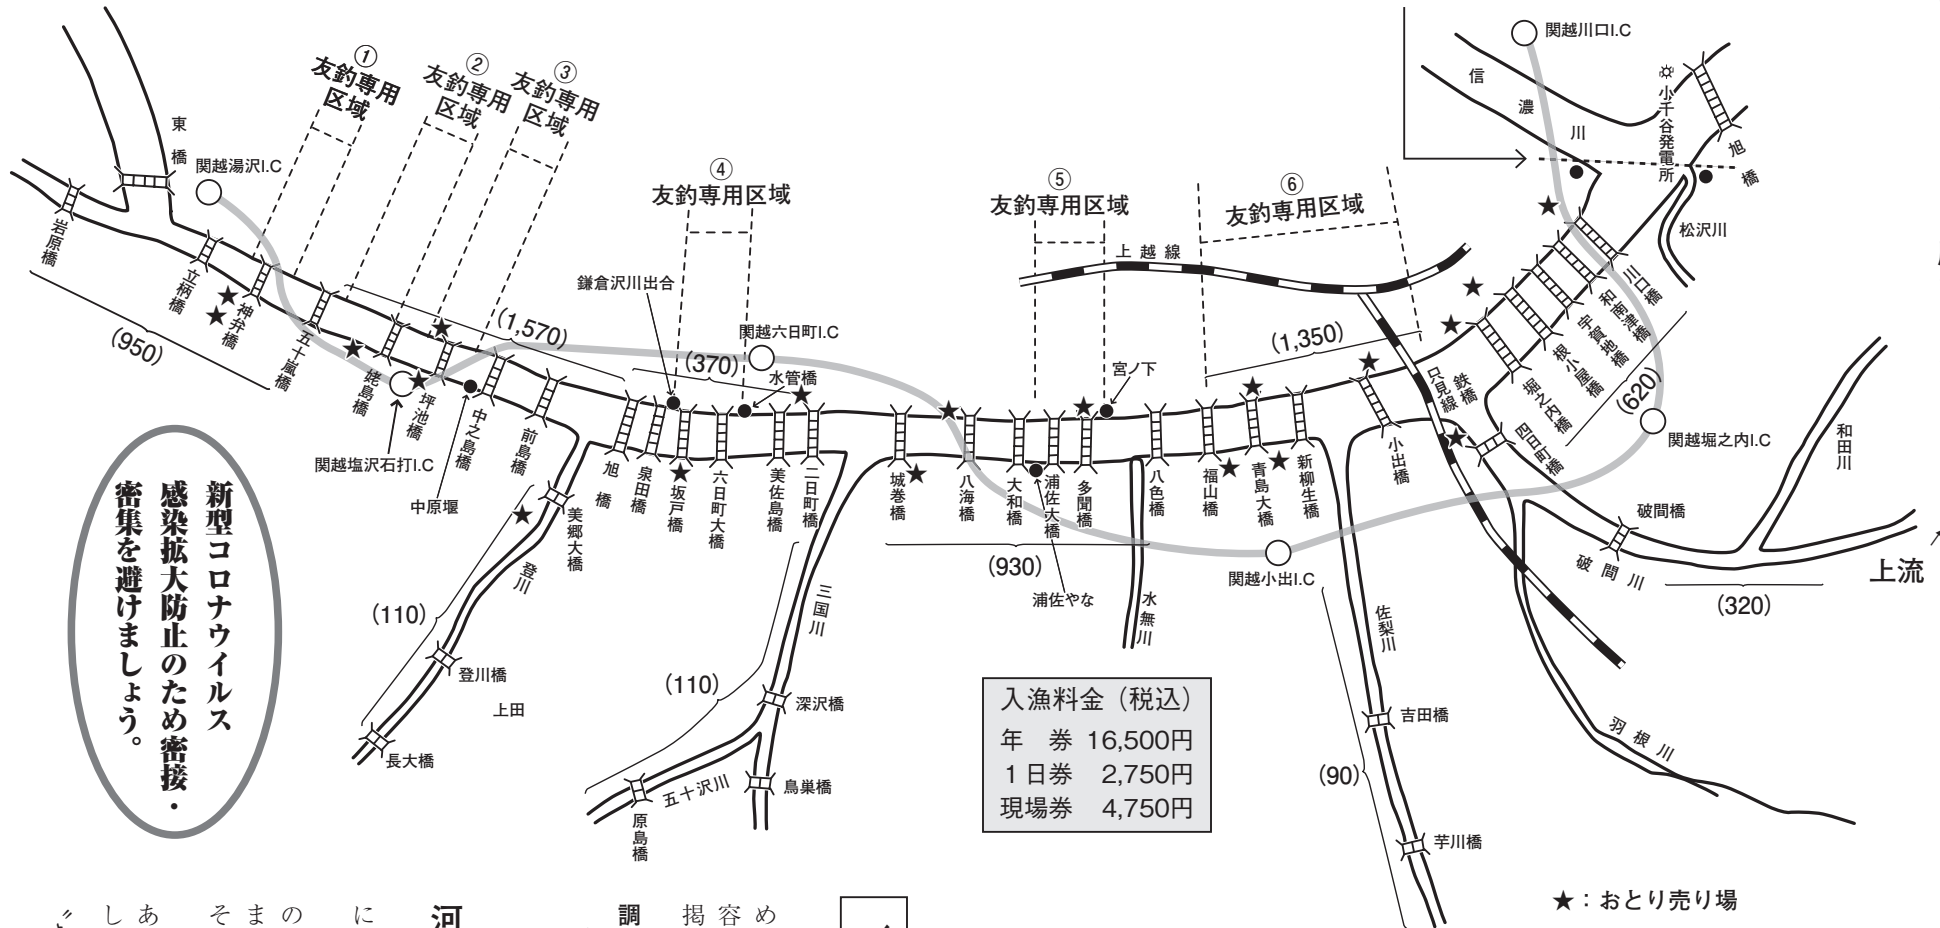 ①
友釣専用
区域
②
友釣専用
区域
③
友釣専用
区域
④
友釣専用区域
⑤
友釣専用区域
⑥
友釣専用区域
関越川口I.C
信濃川
小千谷発電所
旭橋
松沢川
東橋
関越湯沢I.C
岩原橋
立柄橋
神弁橋
五十嵐橋
姥島橋
坪池橋
中之島橋
前島橋
(950)
(1,570)
関越塩沢石打I.C
中原堰
鎌倉沢川出合
関越六日町I.C
(370)
水管橋
旭橋
泉田橋
坂戸橋
六日町大橋
美佐島橋
二日町橋
城巻橋
八海橋
大和橋
浦佐大橋
多聞橋
宮ノ下
八色橋
福山橋
青島大橋
新柳生橋
小出橋
上越線
(1,350)
只見線
鉄橋
四日町橋
堀之内橋
根小屋橋
宇賀地橋
和南津橋
川口橋
(620)
関越堀之内I.C
和田川
破間橋
破間川
上流
(320)
羽根川
美郷大橋
登川
(110)
登川橋
上田
長大橋
三国川
(110)
深沢橋
五十沢川
鳥巣橋
原島橋
(930)
浦佐やな
水無川
関越小出I.C
佐梨川
(90)
吉田橋
芋川橋
入漁料金（税込）
年　券 16,500円
1日券 2,750円
現場券 4,750円
★：おとり売り場
新型コロナウイルス
感染拡大防止のため密接・
密集を避けましょう。
め
容
掲
調
河
に
の
ま
そ
あ
し